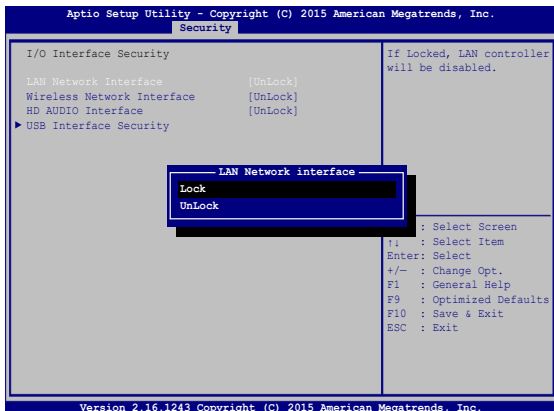 Aptio Setup Utility - Copyright (C) 2015 American Megatrends, Inc.
Security
I/O Interface Security
LAN Network Interface [UnLock]
Wireless Network Interface [UnLock]
HD AUDIO Interface [UnLock]
USB Interface Security
If Locked, LAN controller
will be disabled.
LAN Network interface
Lock
UnLock
: Select Screen
↑↓ : Select Item
Enter: Select
+/— : Change Opt.
F1 : General Help
F9 : Optimized Defaults
F10 : Save & Exit
ESC : Exit
Version 2.16.1243 Copyright (C) 2015 American Megatrends, Inc.